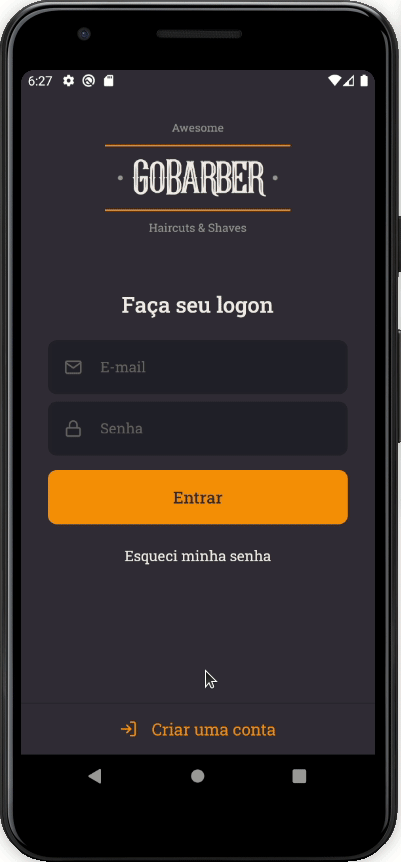 6:27
Awesome
GOBARBER
Haircuts & Shaves
Faça seu logon
E-mail
Senha
Entrar
Esqueci minha senha
Criar uma conta